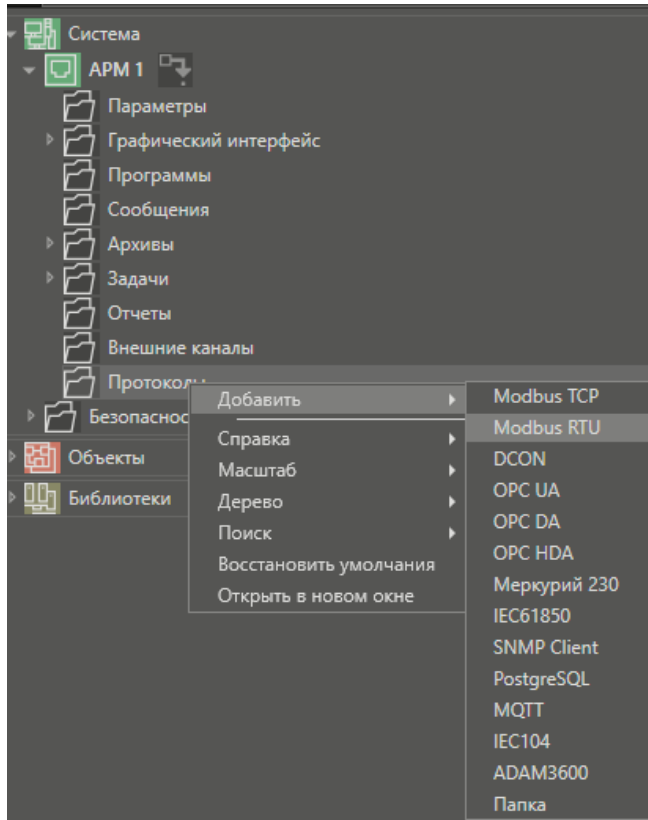 Система
АРМ 1
Параметры
Графический интерфейс
Программы
Сообщения
Архивы
Задачи
Отчеты
Внешние каналы
Протоколы
Безопаснос
Объекты
Библиотеки
Добавить
Справка
Масштаб
Дерево
Поиск
Восстановить умолчания
Открыть в новом окне
Modbus TCP
Modbus RTU
DCON
OPC UA
OPC DA
OPC HDA
Меркурий 230
IEC61850
SNMP Client
PostgreSQL
MQTT
IEC104
ADAM3600
Папка